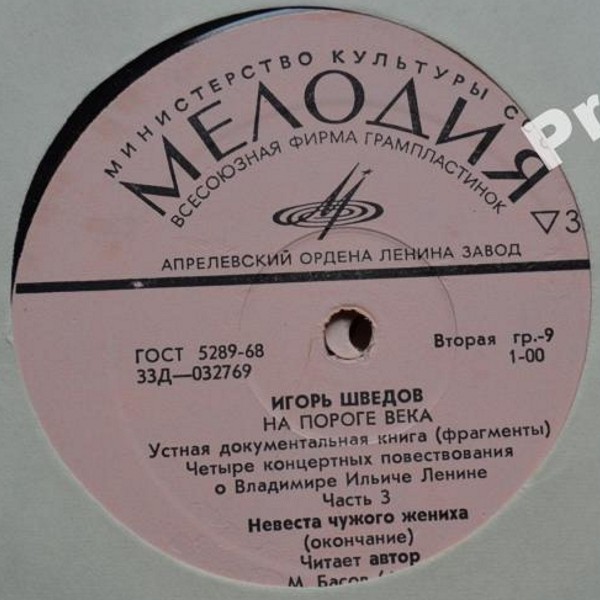 МИНИСТЕРСТВО КУЛЬТУРЫ
МЕЛОДИЯ
ВСЕСОЮЗНАЯ ФИРМА ГРАМПЛАСТИНОК
▽3
АПРЕЛЕВСКИЙ ОРДЕНА ЛЕНИНА ЗАВОД
ГОСТ 5289-68
33Д—032769
Вторая гр.-9
1-00
ИГОРЬ ШВЕДОВ
НА ПОРОГЕ ВЕКА
Устная документальная книга (фрагменты)
Четыре концертных повествования
о Владимире Ильиче Ленине
Часть 3
Невеста чужого жениха
(окончание)
Читает автор
М. Басов